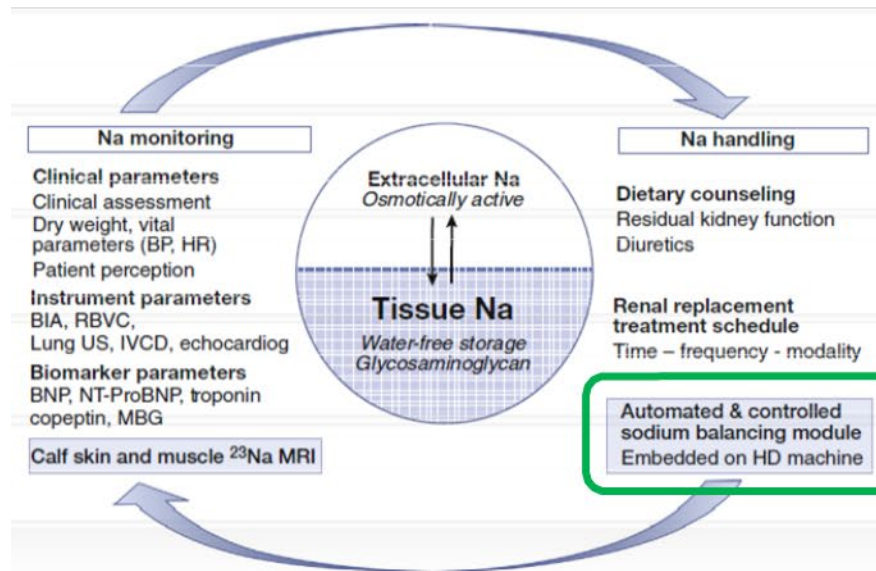 Na monitoring
Clinical parameters
Clinical assessment
Dry weight, vital
parameters (BP, HR)
Patient perception
Instrument parameters
BIA, RBVC,
Lung US, IVCD, echocardiog
Biomarker parameters
BNP, NT-ProBNP, troponin
copeptin, MBG
Calf skin and muscle ²³Na MRI
Extracellular Na
Osmotically active
Tissue Na
Water-free storage
Glycosaminoglycan
Na handling
Dietary counseling
Residual kidney function
Diuretics
Renal replacement
treatment schedule
Time – frequency - modality
Automated & controlled
sodium balancing module
Embedded on HD machine